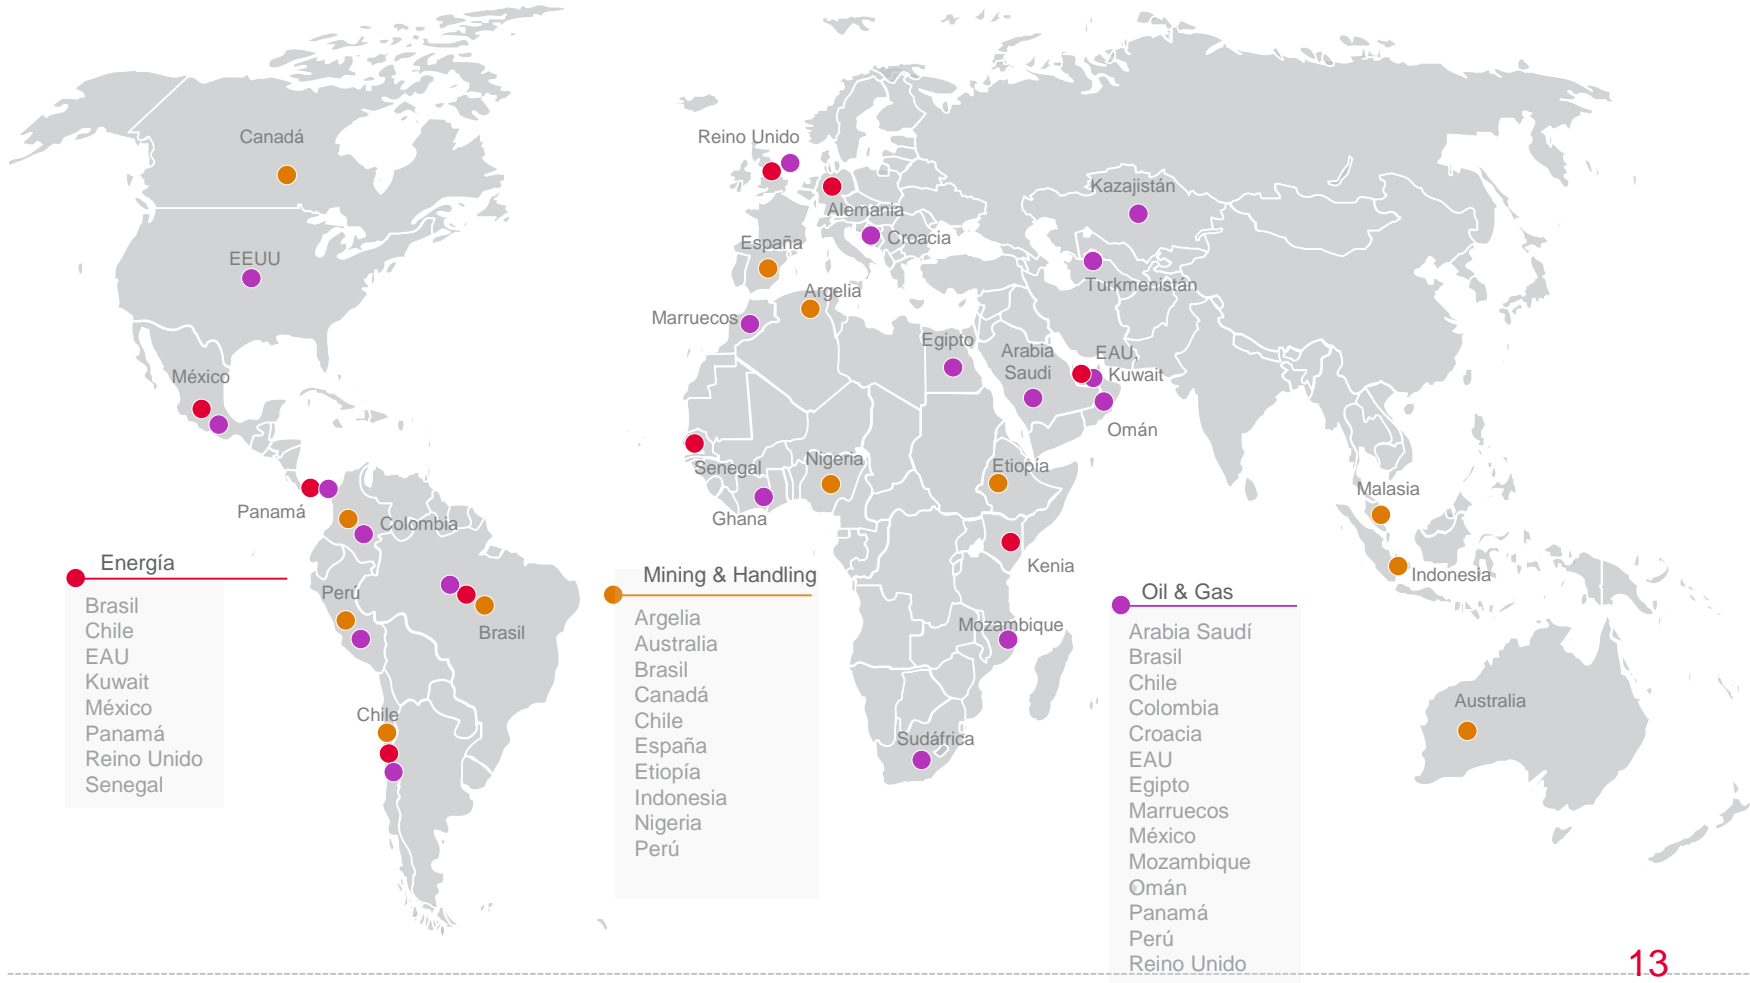 Canadá
Reino Unido
Kazajistán
Alemania
Croacia
España
EEUU
Turkmenistán
Argelia
Marruecos
Egipto
Arabia
Saudi
EAU,
Kuwait
México
Omán
Senegal
Nigeria
Etiopía
Malasia
Panamá
Colombia
Ghana
Kenia
Indonesia
Perú
Brasil
Mozambique
Chile
Sudáfrica
Australia
Energía
Brasil
Chile
EAU
Kuwait
México
Panamá
Reino Unido
Senegal
Mining & Handling
Argelia
Australia
Brasil
Canadá
Chile
España
Etiopía
Indonesia
Nigeria
Perú
Oil & Gas
Arabia Saudí
Brasil
Chile
Colombia
Croacia
EAU
Egipto
Marruecos
México
Mozambique
Omán
Panamá
Perú
Reino Unido
13